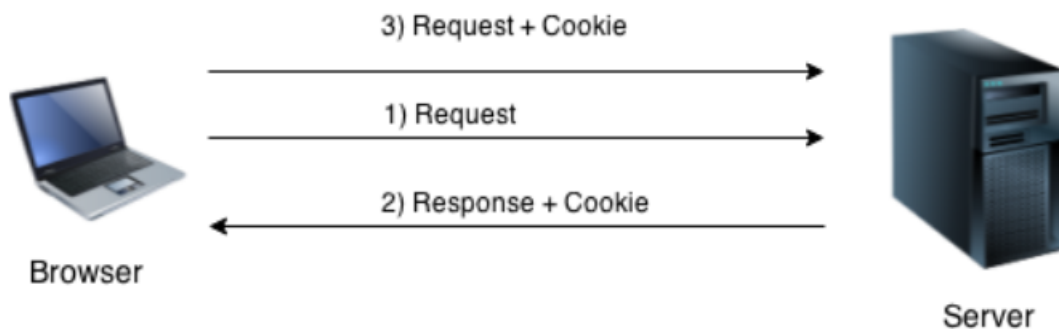 3) Request + Cookie
1) Request
2) Response + Cookie
Browser
Server